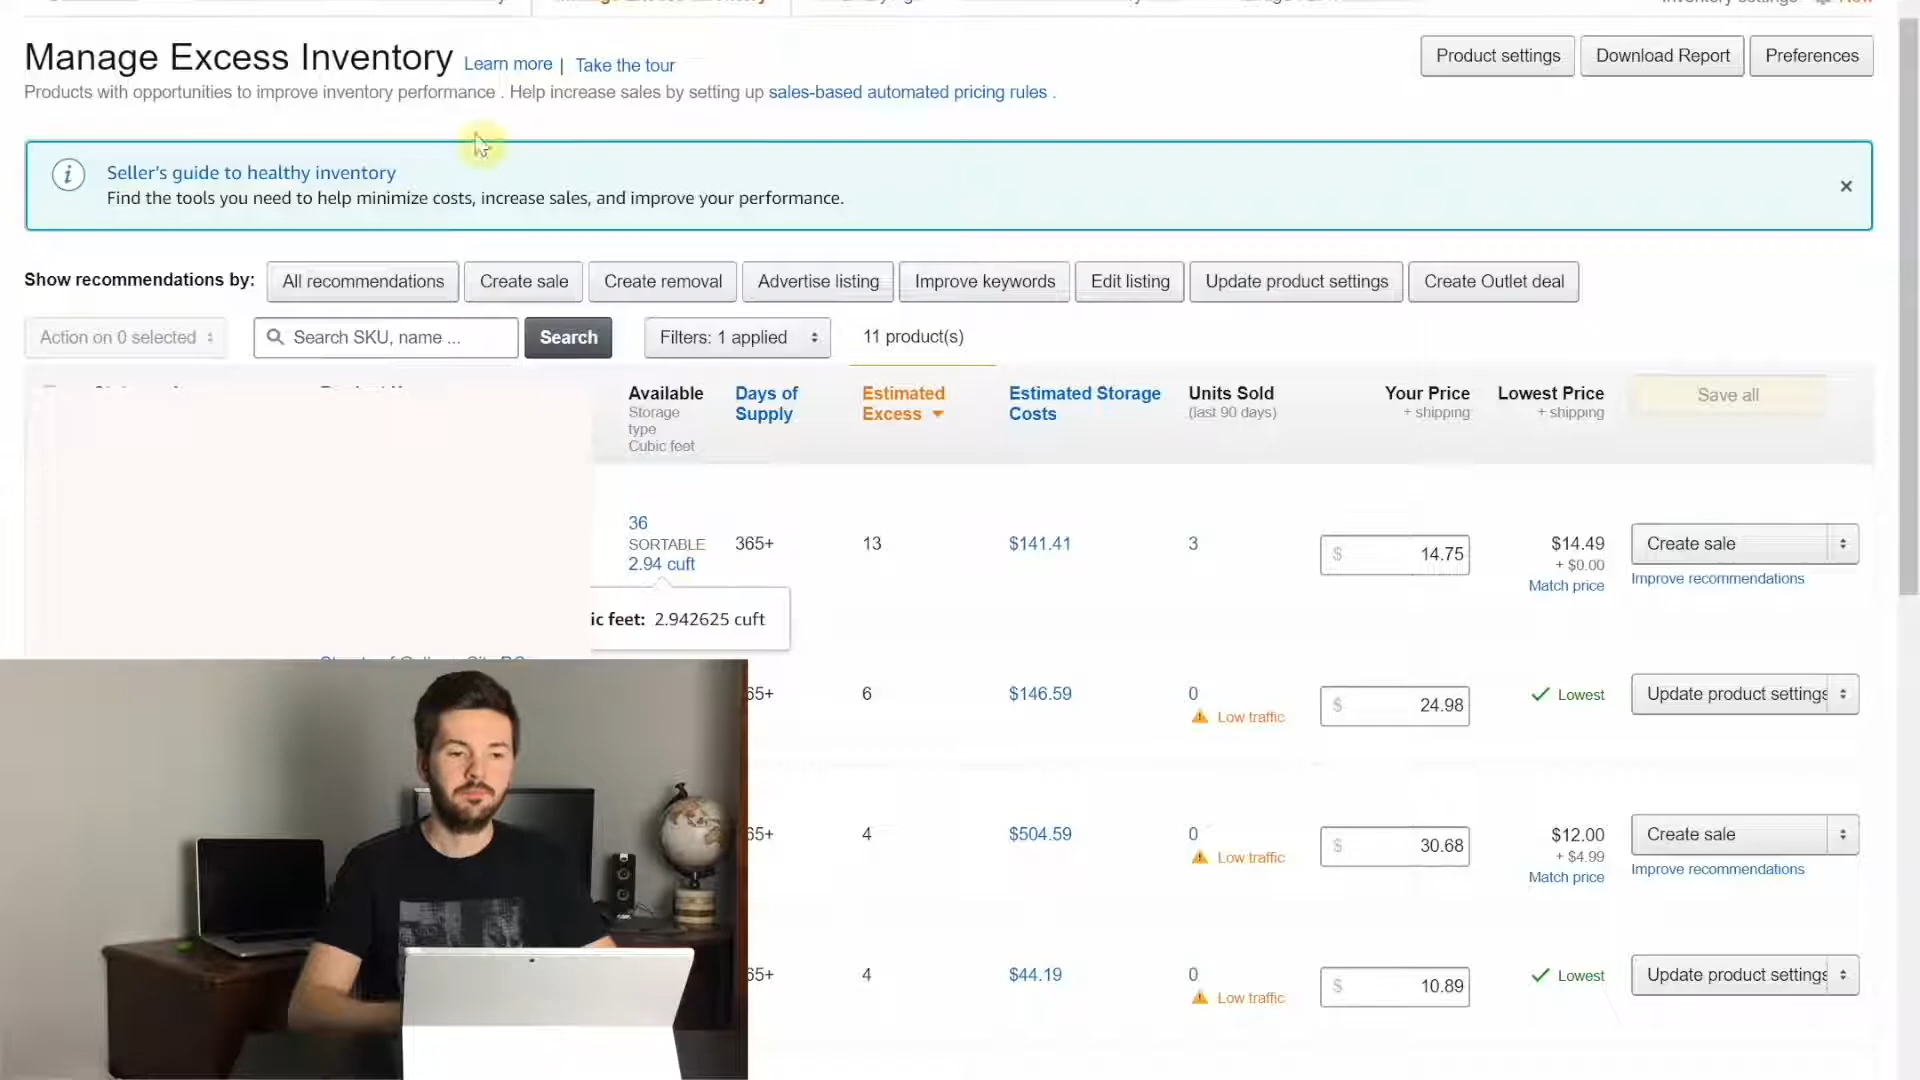 Manage Excess Inventory Learn more | Take the tour
Product settings Download Report Preferences
Products with opportunities to improve inventory performance . Help increase sales by setting up sales-based automated pricing rules .
Seller's guide to healthy inventory
Find the tools you need to help minimize costs, increase sales, and improve your performance.
Show recommendations by: All recommendations Create sale Create removal Advertise listing Improve keywords Edit listing Update product settings Create Outlet deal
Action on 0 selected Search SKU, name ... Search Filters: 1 applied 11 product(s)
Available Days of Estimated Estimated Storage Units Sold Your Price Lowest Price Save all
Storage Supply Excess Costs (last 90 days) + shipping + shipping
type
Cubic feet
36
SORTABLE 365+ 13 $141.41 3 $ 14.75 $14.49 Create sale
2.94 cuft + $0.00
Match price Improve recommendations
ic feet: 2.942625 cuft
65+ 6 $146.59 0 $ 24.98 Lowest Update product settings
Low traffic
65+ 4 $504.59 0 $ 30.68 $12.00 Create sale
Low traffic + $4.99
Match price Improve recommendations
65+ 4 $44.19 0 $ 10.89 Lowest Update product settings
Low traffic